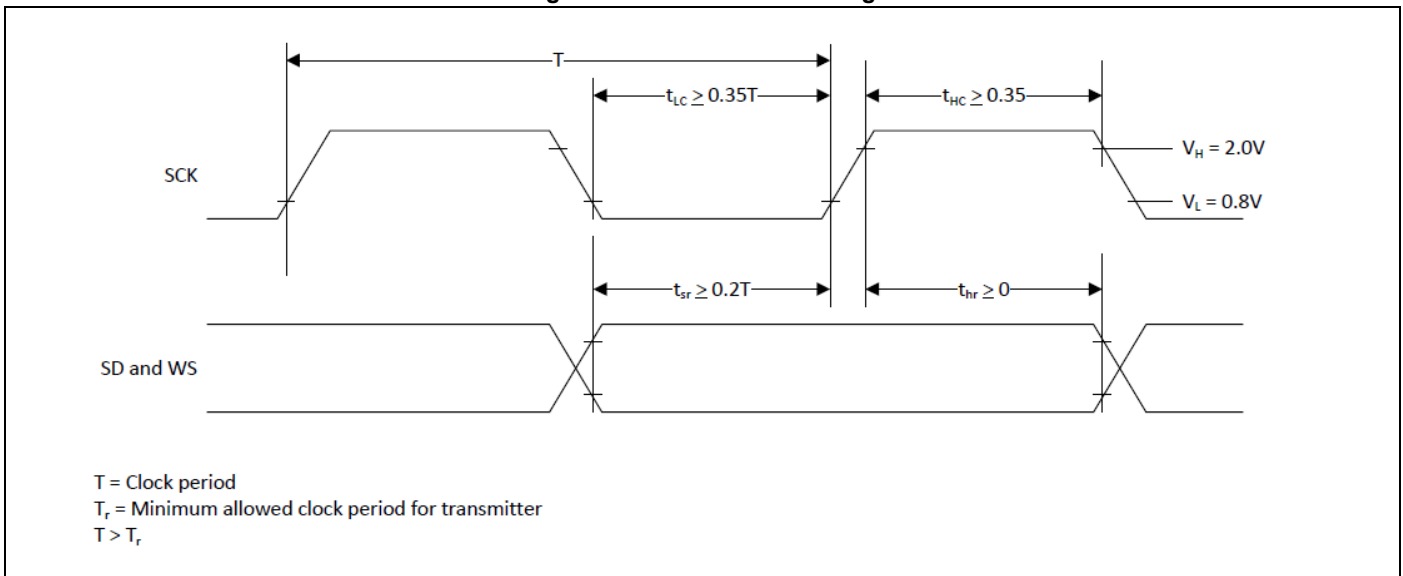 T
t_LC ≥ 0.35T
t_HC ≥ 0.35
SCK
V_H = 2.0V
V_L = 0.8V
t_sr ≥ 0.2T
t_hr ≥ 0
SD and WS
T = Clock period
T_r = Minimum allowed clock period for transmitter
T > T_r